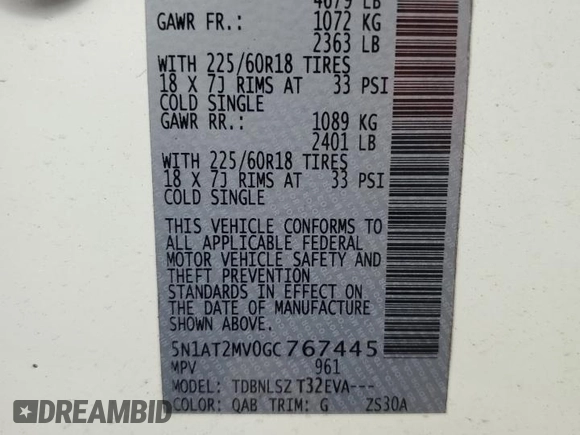 4679 LB
GAWR FR.: 1072 KG
2363 LB
WITH 225/60R18 TIRES
18 X 7J RIMS AT 33 PSI
COLD SINGLE
GAWR RR.: 1089 KG
2401 LB
WITH 225/60R18 TIRES
18 X 7J RIMS AT 33 PSI
COLD SINGLE
THIS VEHICLE CONFORMS TO
ALL APPLICABLE FEDERAL
MOTOR VEHICLE SAFETY AND
THEFT PREVENTION
STANDARDS IN EFFECT ON
THE DATE OF MANUFACTURE
SHOWN ABOVE.
5N1AT2MV0GC767445
MPV 961
MODEL: TDBNLSZ T32EVA---
COLOR: QAB TRIM: G ZS30A
AUTOBIDMASTER